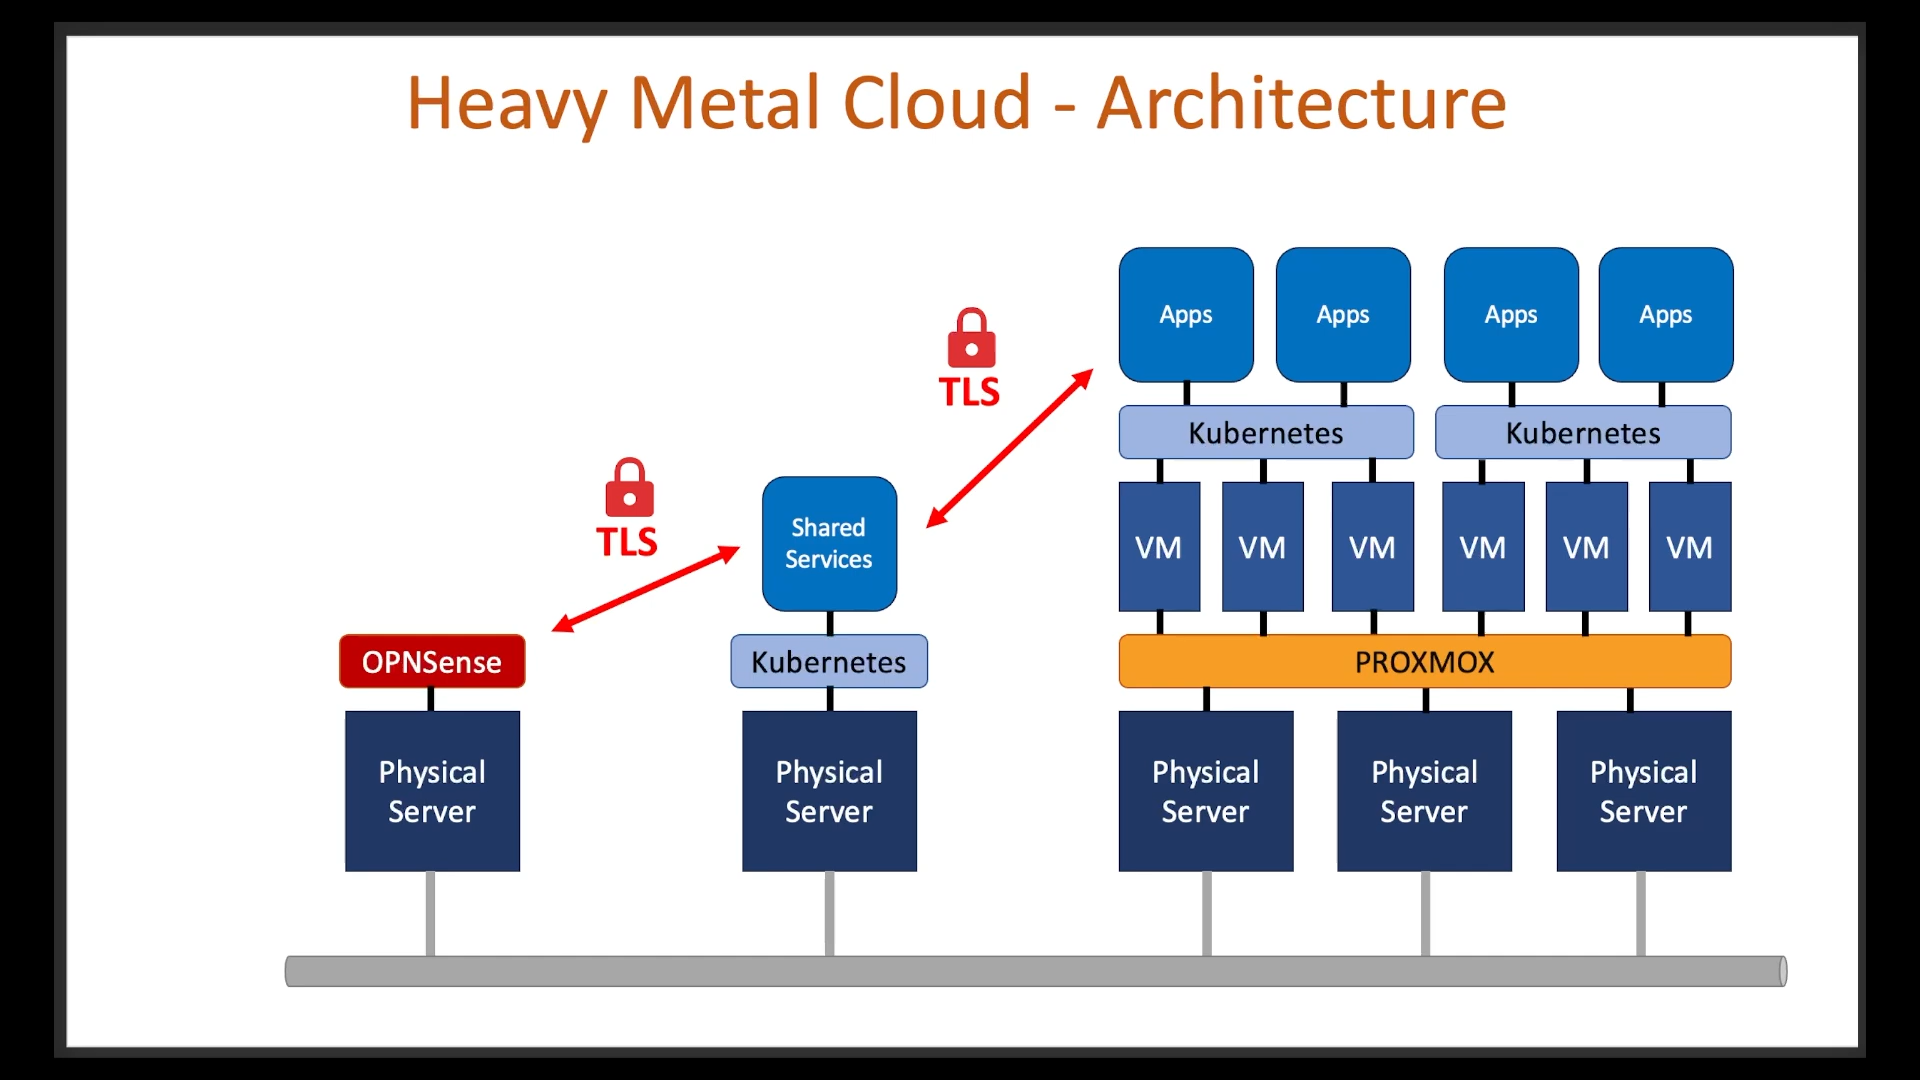 Heavy Metal Cloud - Architecture
Apps
Apps
Apps
Apps
TLS
Kubernetes
Kubernetes
TLS
Shared
Services
VM
VM
VM
VM
VM
VM
OPNSense
Kubernetes
PROXMOX
Physical
Server
Physical
Server
Physical
Server
Physical
Server
Physical
Server